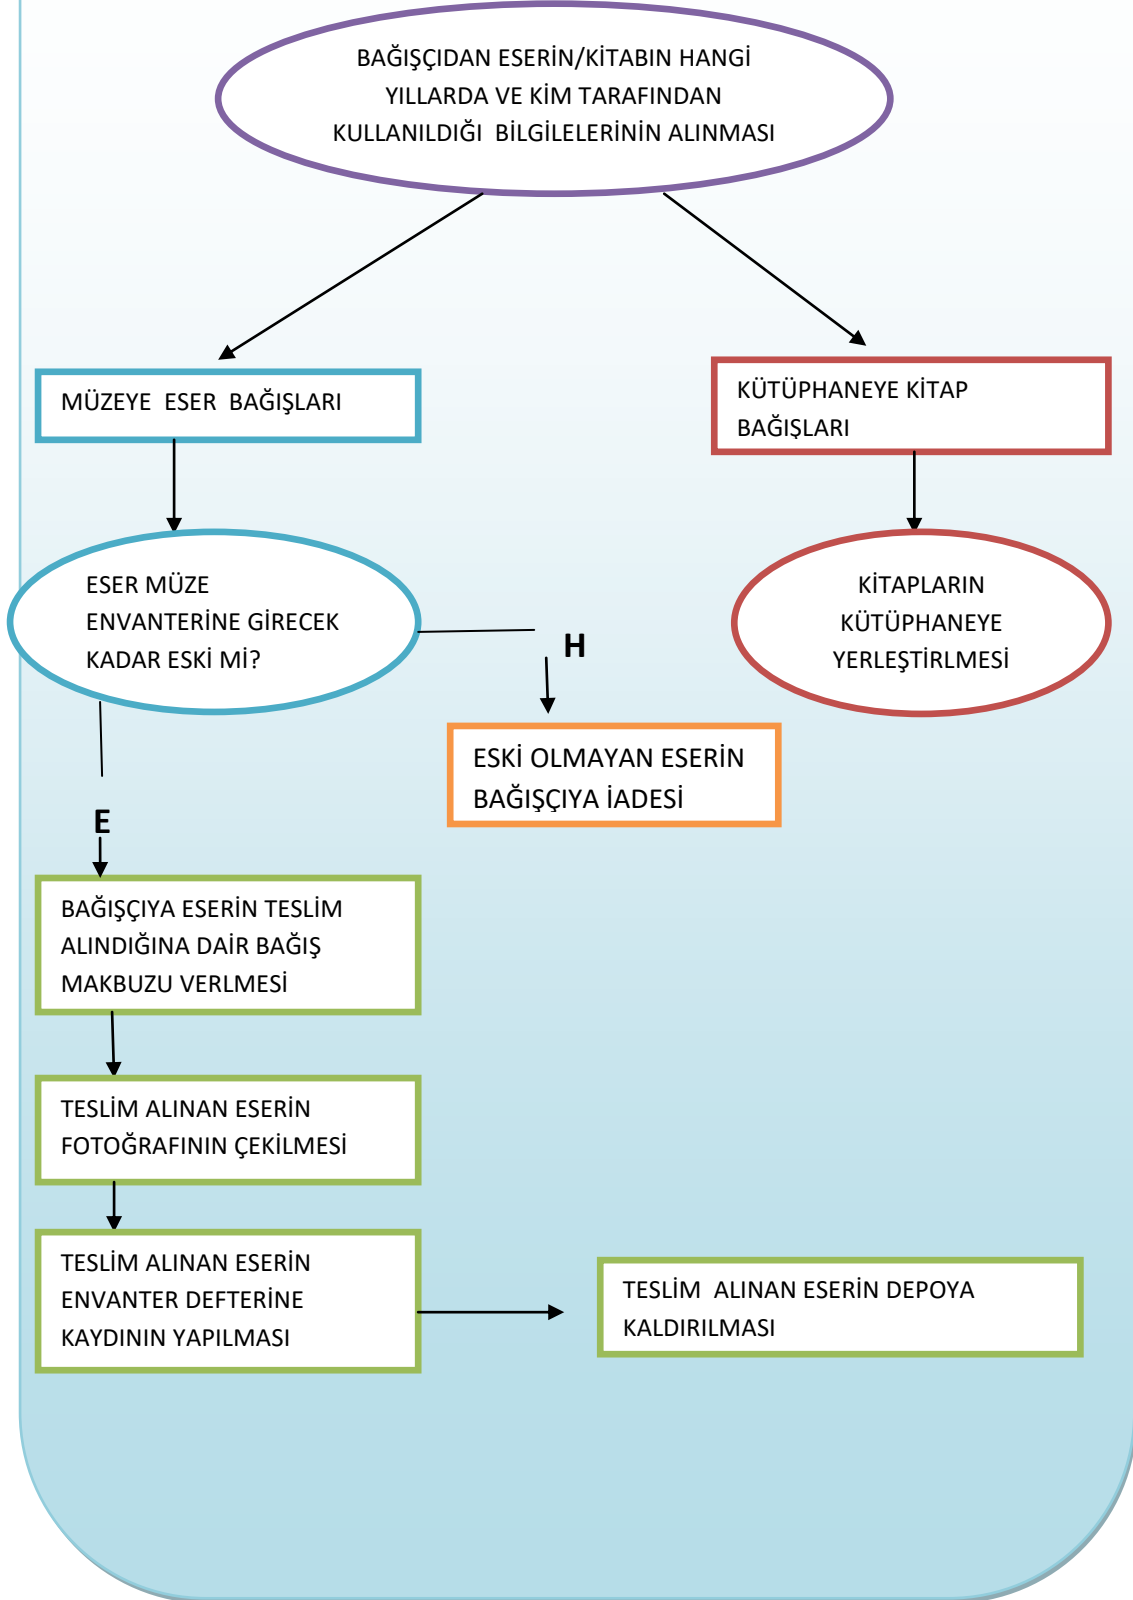 BAĞIŞÇIDAN ESERİN/KİTABIN HANGİ
YILLARDA VE KİM TARAFINDAN
KULLANILDIĞI BİLGİLELERİNİN ALINMASI
MÜZEYE ESER BAĞIŞLARI
KÜTÜPHANEYE KİTAP
BAĞIŞLARI
ESER MÜZE
ENVANTERİNE GİRECEK
KADAR ESKİ Mİ?
KİTAPLARIN
KÜTÜPHANEYE
YERLEŞTİRLMESİ
H
ESKİ OLMAYAN ESERİN
BAĞIŞÇIYA İADESİ
E
BAĞIŞÇIYA ESERİN TESLİM
ALINDIĞINA DAİR BAĞIŞ
MAKBUZU VERLMESİ
TESLİM ALINAN ESERİN
FOTOĞRAFININ ÇEKİLMESİ
TESLİM ALINAN ESERİN
ENVANTER DEFTERİNE
KAYDININ YAPILMASI
TESLİM ALINAN ESERİN DEPOYA
KALDIRILMASI